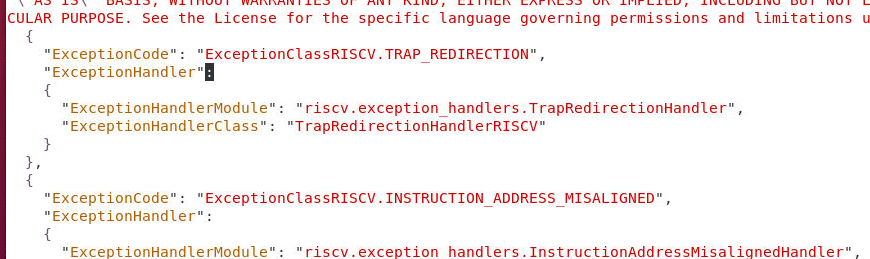 \"AS IS\" BASIS, WITHOUT WARRANTIES OF ANY KIND, EITHER EXPRESS OR IMPLIED, INCLUDING BUT NOT L
CULAR PURPOSE. See the License for the specific language governing permissions and limitations u
{
"ExceptionCode": "ExceptionClassRISCV.TRAP_REDIRECTION",
"ExceptionHandler":
{
"ExceptionHandlerModule": "riscv.exception_handlers.TrapRedirectionHandler",
"ExceptionHandlerClass": "TrapRedirectionHandlerRISCV"
}
},
{
"ExceptionCode": "ExceptionClassRISCV.INSTRUCTION_ADDRESS_MISALIGNED",
"ExceptionHandler":
{
"ExceptionHandlerModule": "riscv.exception_handlers.InstructionAddressMisalignedHandler",